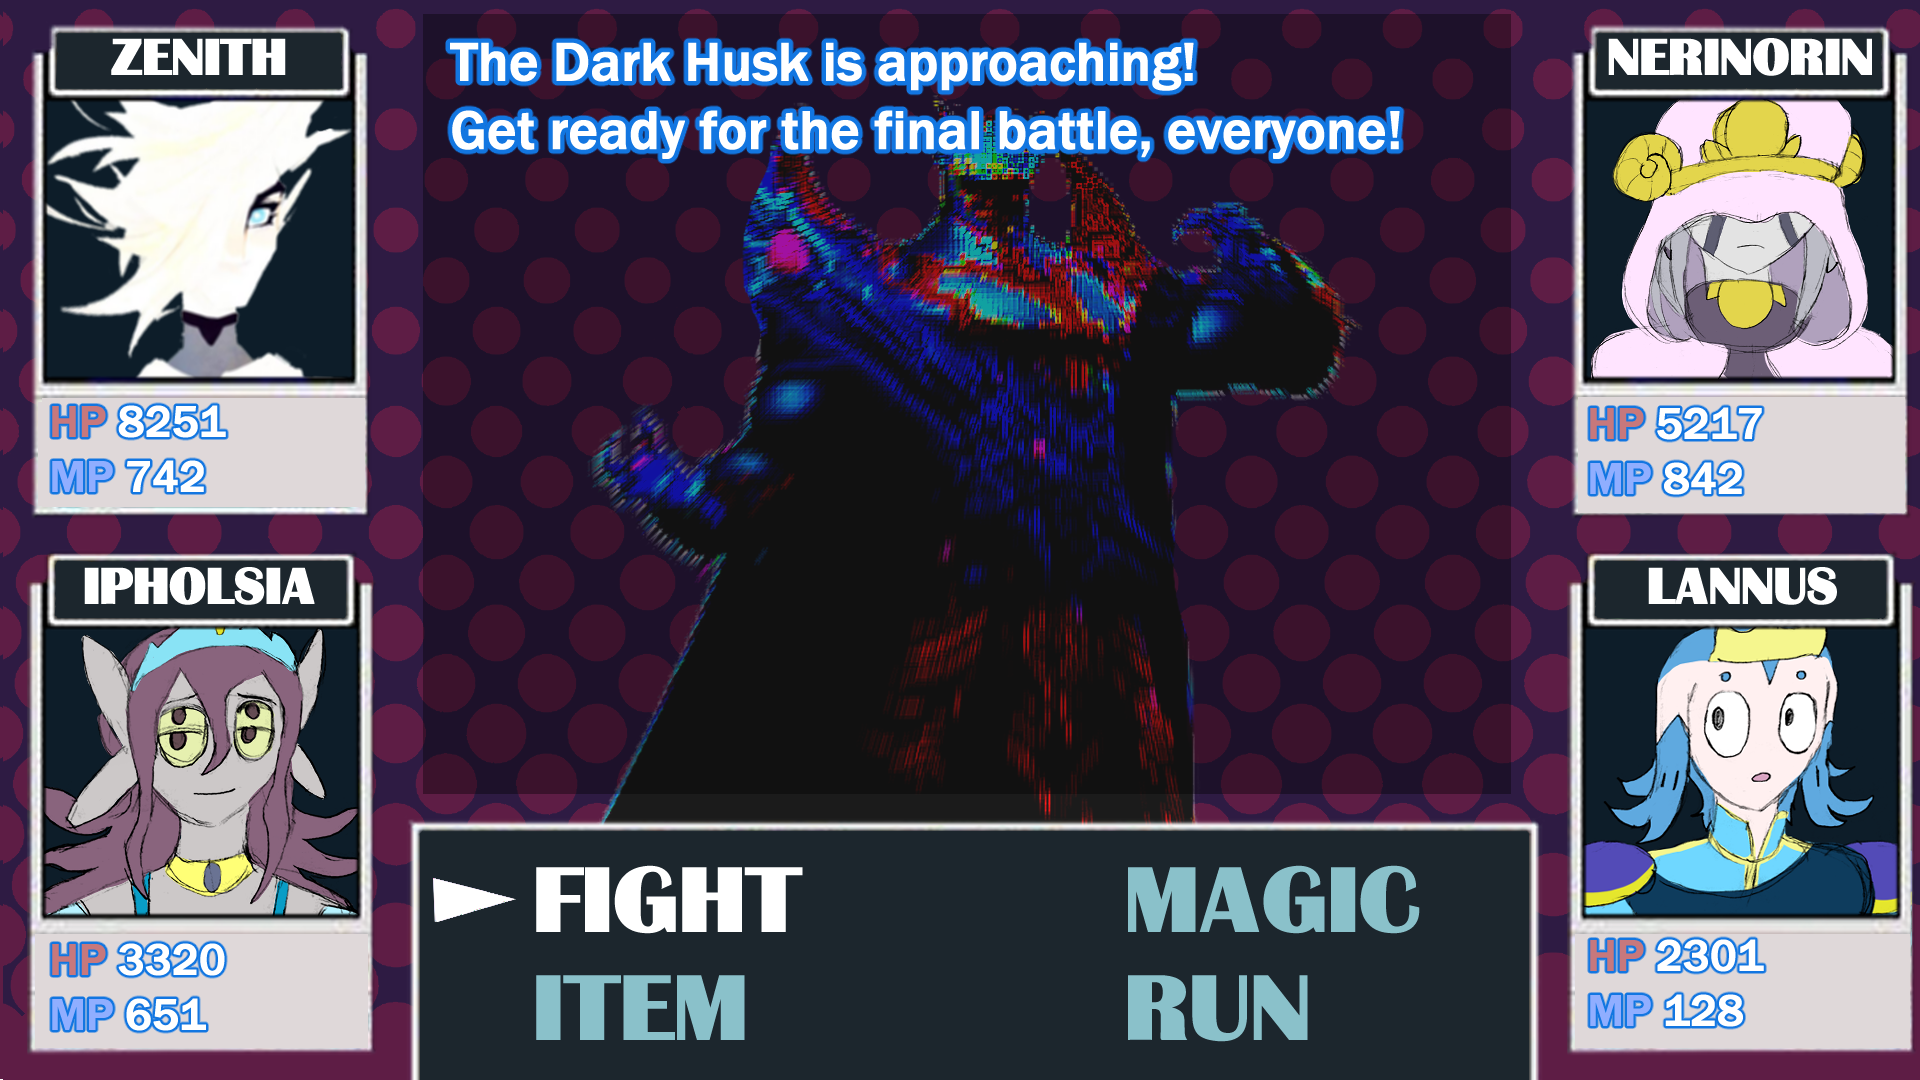 The Dark Husk is approaching!
Get ready for the final battle, everyone!
ZENITH
HP 8251
MP 742
NERINORIN
HP 5217
MP 842
IPHOLSIA
HP 3320
MP 651
LANNUS
HP 2301
MP 128
FIGHT
MAGIC
ITEM
RUN